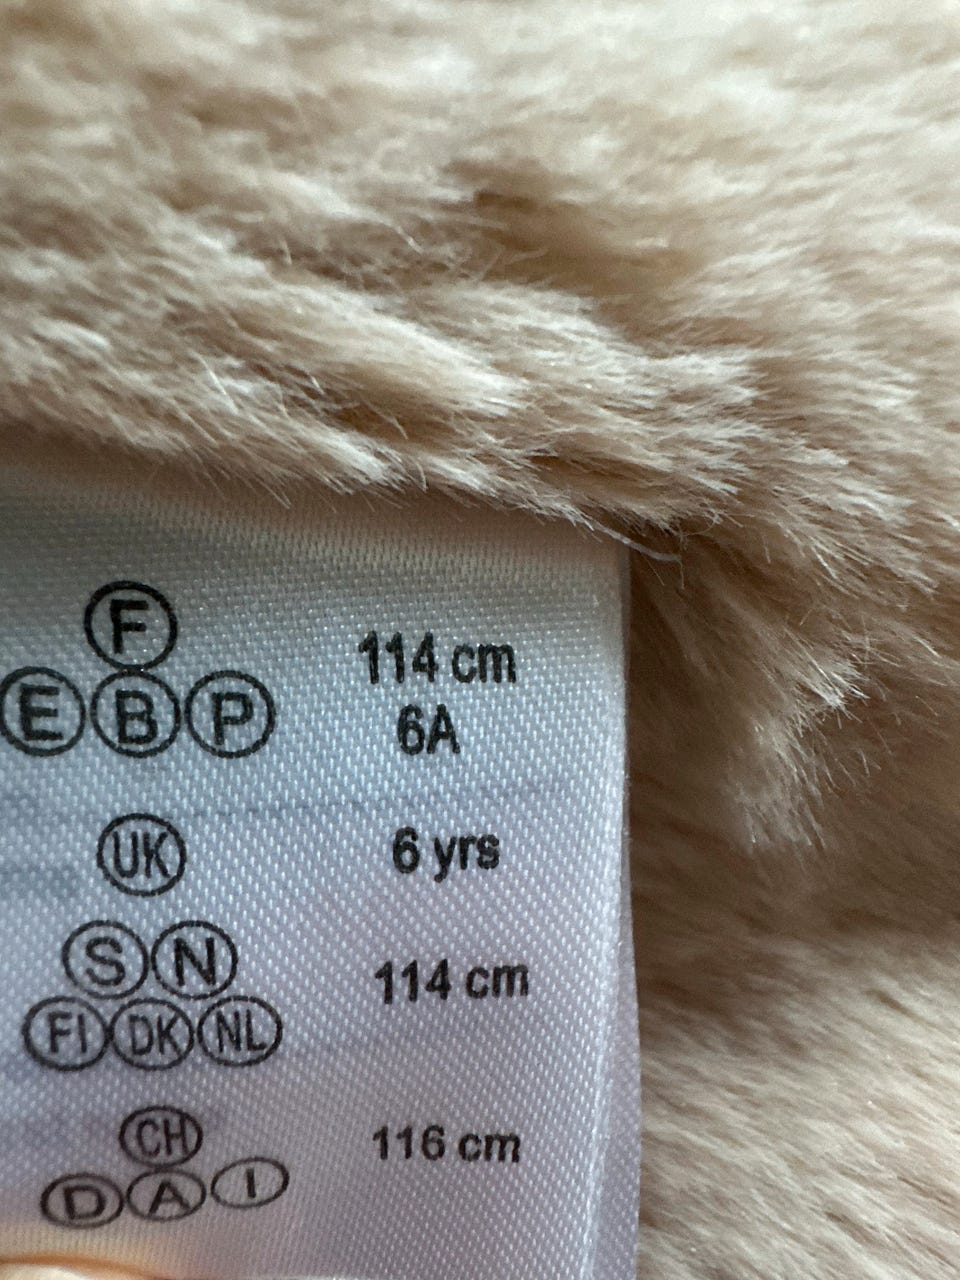 F
E B P
114 cm
6A
UK
6 yrs
S N
FI DK NL
114 cm
CH
D A I
116 cm